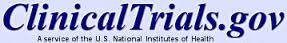 ClinicalTrials.gov
A service of the U.S. National Institutes of Health